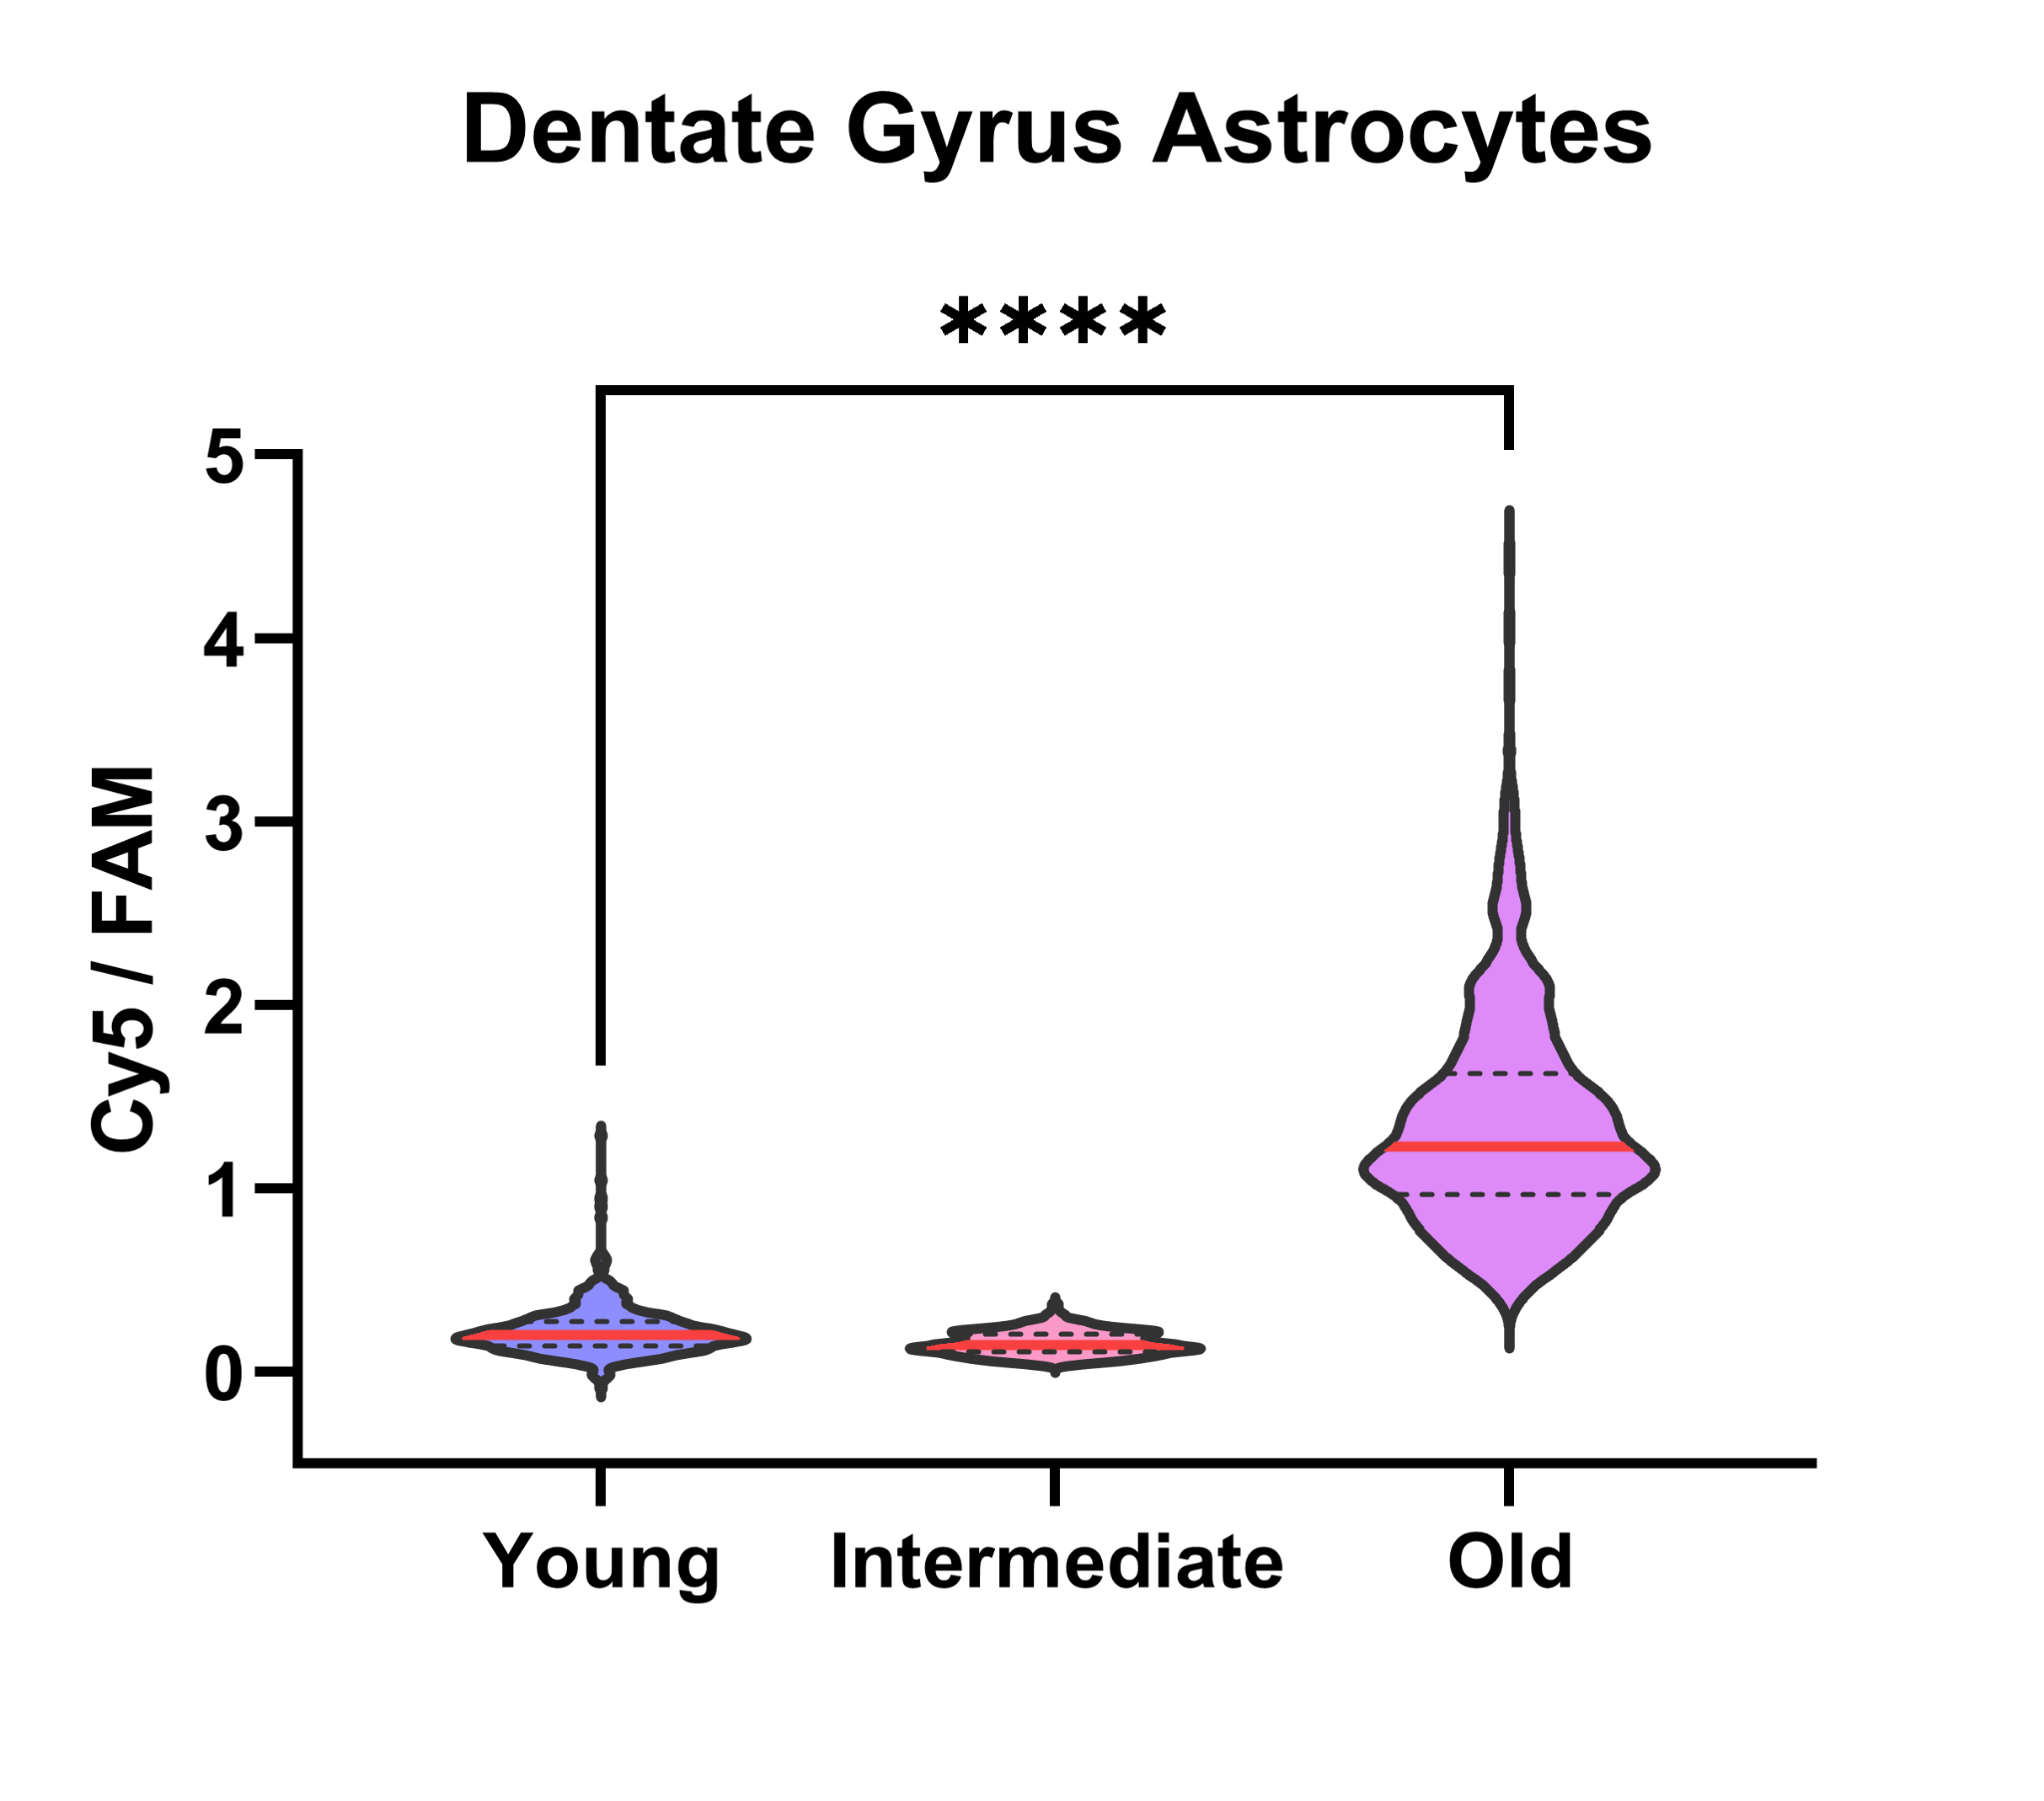 Dentate Gyrus Astrocytes
****
5
4
3
2
1
0
Cy5 / FAM
Young Intermediate Old